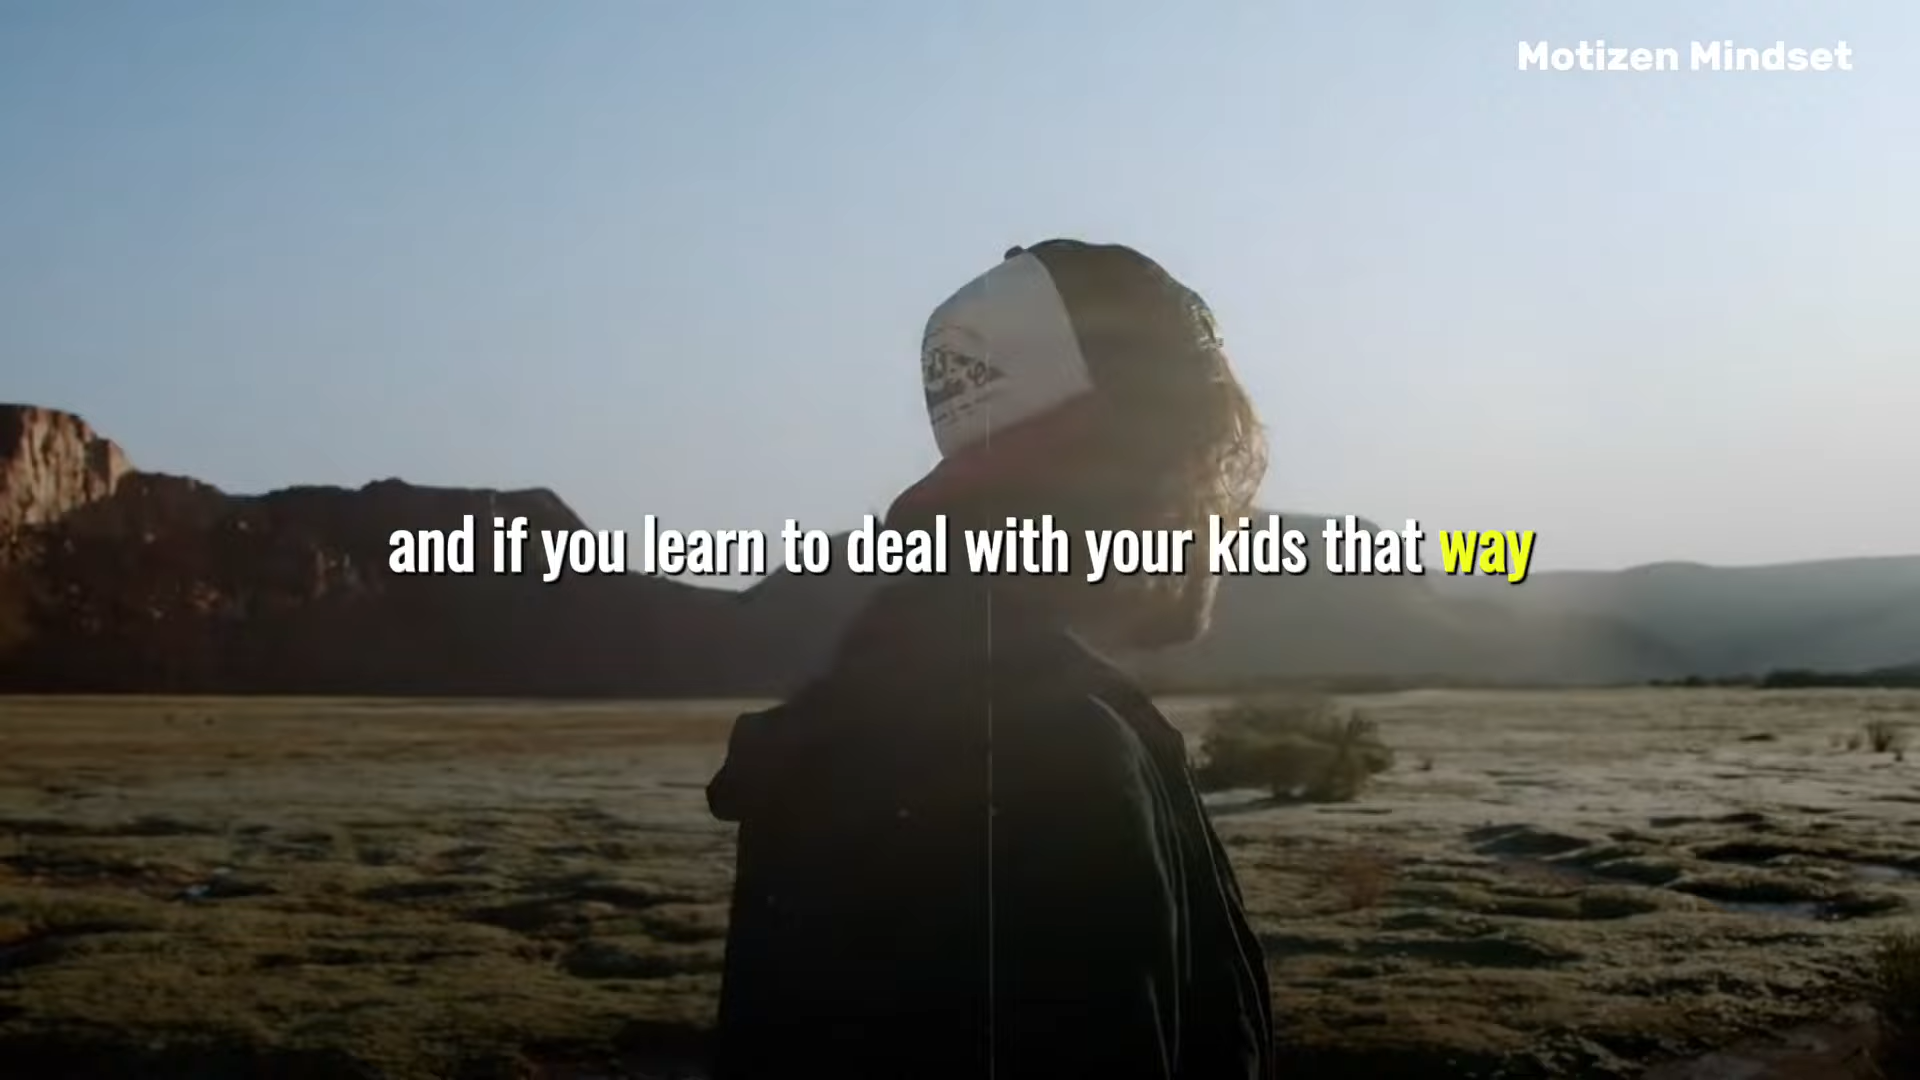 Motizen Mindset
and if you learn to deal with your kids that way